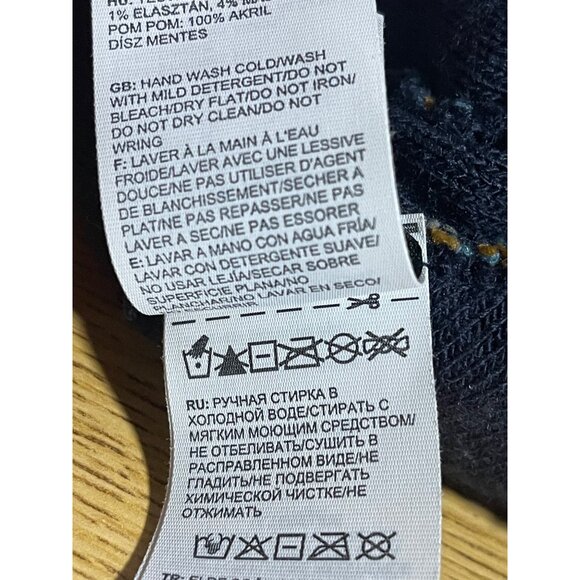 1% ELASZTÁN, 4%
POM POM: 100% AKRIL
DÍSZ MENTES
GB: HAND WASH COLD/WASH
WITH MILD DETERGENT/DO NOT
BLEACH/DRY FLAT/DO NOT IRON/
DO NOT DRY CLEAN/DO NOT
WRING
F: LAVER À LA MAIN À L'EAU
FROIDE/LAVER AVEC UNE LESSIVE
DOUCE/NE PAS UTILISER D'AGENT
DE BLANCHISSEMENT/SECHER A
PLAT/NE PAS REPASSER/NE PAS
LAVER A SEC/NE PAS ESSORER
E: LAVAR A MANO CON AGUA FRÍA/
LAVAR CON DETERGENTE SUAVE/
NO USAR LEJÍA/SECAR SOBRE
SUPERFICIE PLANA/NO
PLANCHAR/NO LAVAR EN SECO/
RU: РУЧНАЯ СТИРКА В
ХОЛОДНОЙ ВОДЕ/СТИРАТЬ С
МЯГКИМ МОЮЩИМ СРЕДСТВОМ/
НЕ ОТБЕЛИВАТЬ/СУШИТЬ В
РАСПРАВЛЕННОМ ВИДЕ/НЕ
ГЛАДИТЬ/НЕ ПОДВЕРГАТЬ
ХИМИЧЕСКОЙ ЧИСТКЕ/НЕ
ОТЖИМАТЬ